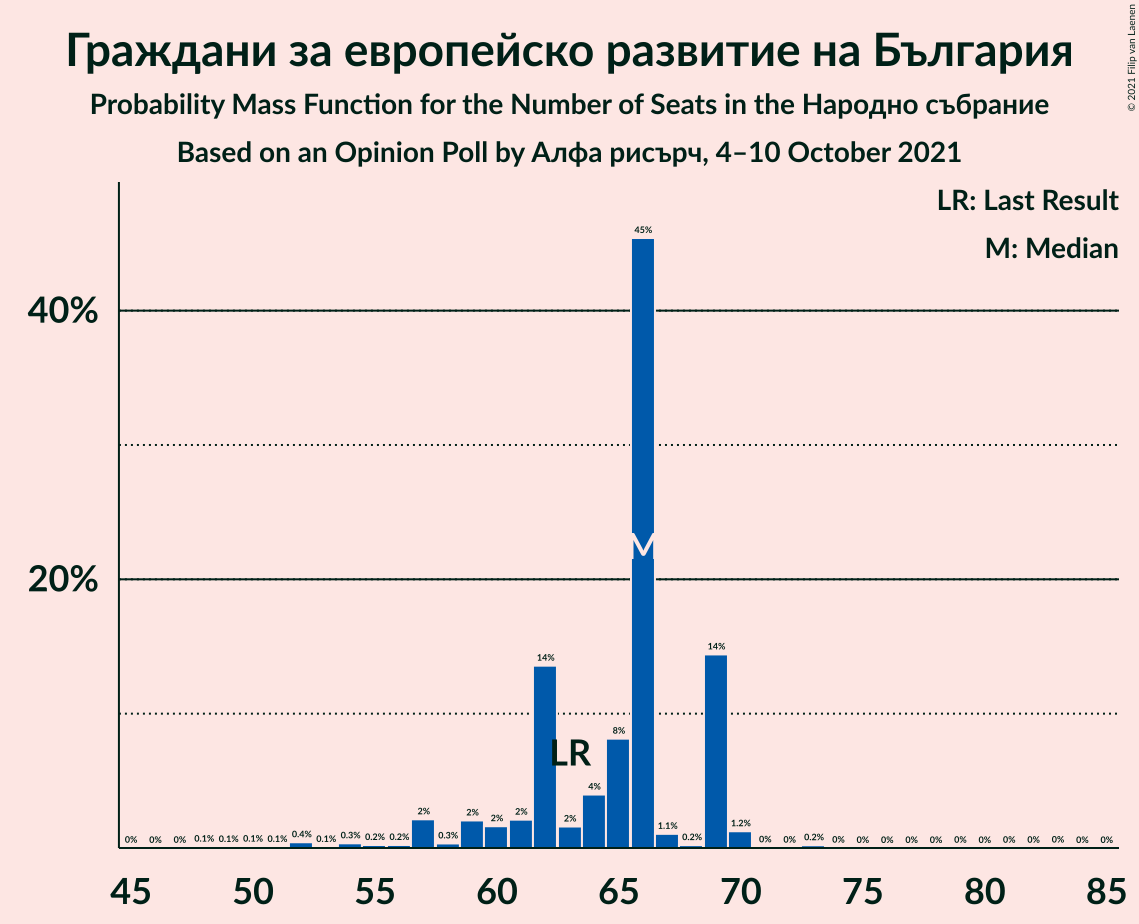 Граждани за европейско развитие на България
Probability Mass Function for the Number of Seats in the Народно събрание
Based on an Opinion Poll by Алфа рисърч, 4–10 October 2021
© 2021 Filip van Laenen
LR: Last Result
M: Median
40%
20%
45%
M
14%
14%
LR
8%
4%
0% 0% 0% 0.1% 0.1% 0.1% 0.1% 0.4% 0.1% 0.3% 0.2% 0.2% 2% 0.3% 2% 2% 2% 2% 1.1% 0.2% 1.2% 0% 0% 0.2% 0% 0% 0% 0% 0% 0% 0% 0% 0% 0% 0% 0%
45 50 55 60 65 70 75 80 85